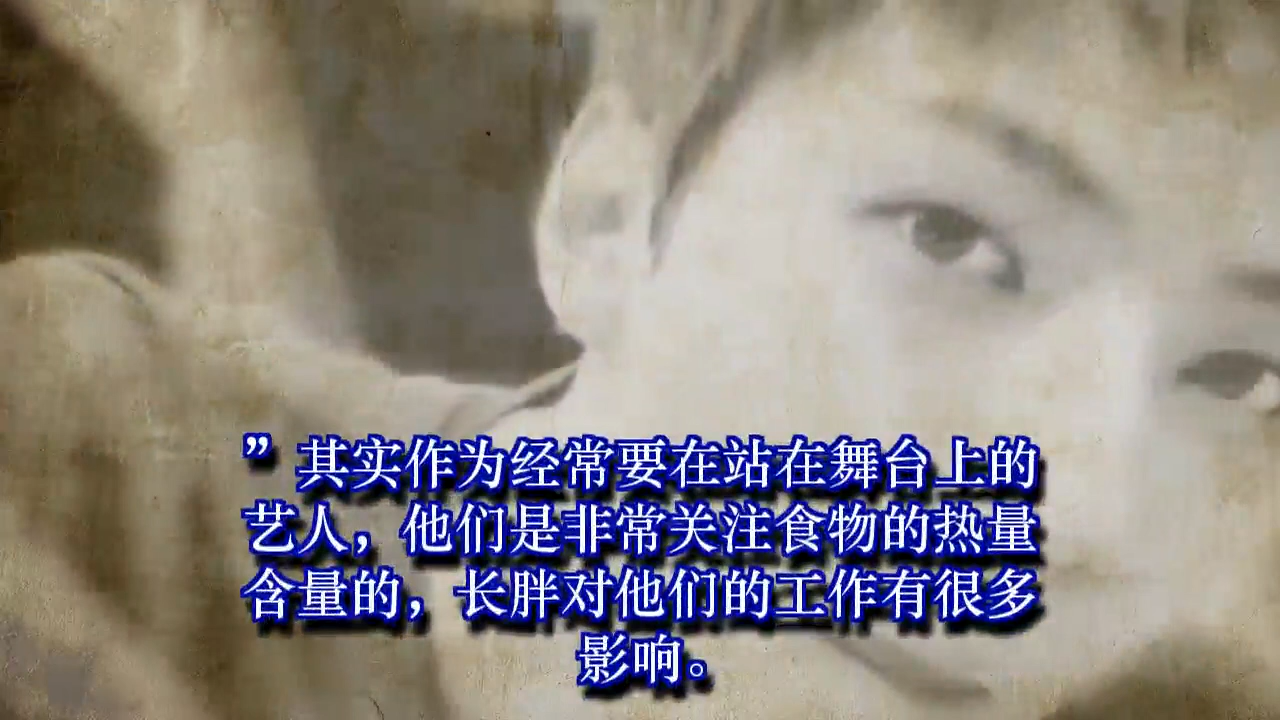 ”其实作为经常要在站在舞台上的
艺人，他们是非常关注食物的热量
含量的，长胖对他们的工作有很多
影响。